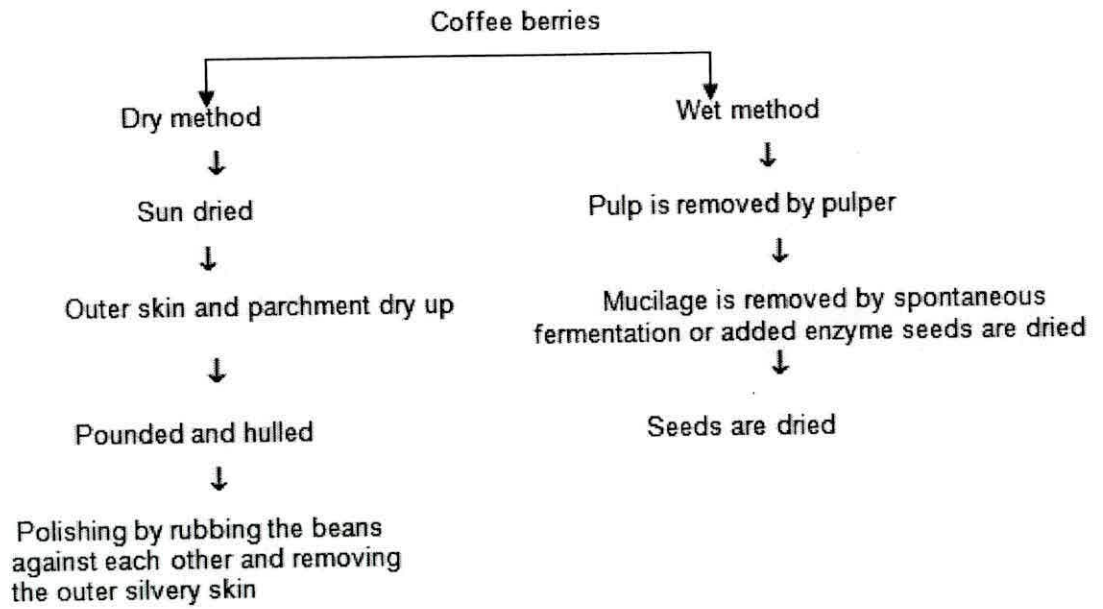 Coffee berries
Dry method
Sun dried
Outer skin and parchment dry up
Pounded and hulled
Polishing by rubbing the beans
against each other and removing
the outer silvery skin
Wet method
Pulp is removed by pulper
Mucilage is removed by spontaneous
fermentation or added enzyme seeds are dried
Seeds are dried